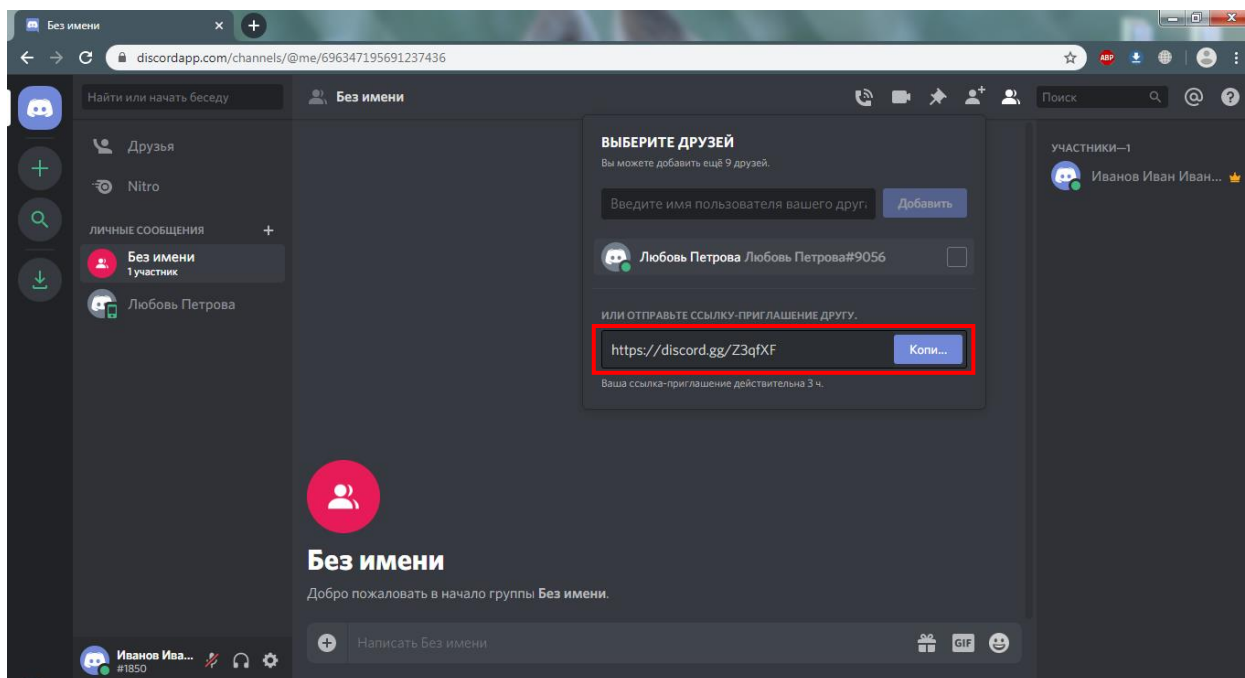 Без имени
discordapp.com/channels/@me/696347195691237436
ABP
Найти или начать беседу
Без имени
Поиск
Друзья
Nitro
ЛИЧНЫЕ СООБЩЕНИЯ
Без имени
1 участник
Любовь Петрова
ВЫБЕРИТЕ ДРУЗЕЙ
Вы можете добавить ещё 9 друзей.
Введите имя пользователя вашего друг
Добавить
Любовь Петрова Любовь Петрова#9056
ИЛИ ОТПРАВЬТЕ ССЫЛКУ-ПРИГЛАШЕНИЕ ДРУГУ.
https://discord.gg/Z3qfXF
Копи...
Ваша ссылка-приглашение действительна 3 ч.
УЧАСТНИКИ—1
Иванов Иван Иван...
Без имени
Добро пожаловать в начало группы Без имени.
Написать Без имени
GIF
Иванов Ива...
#1850